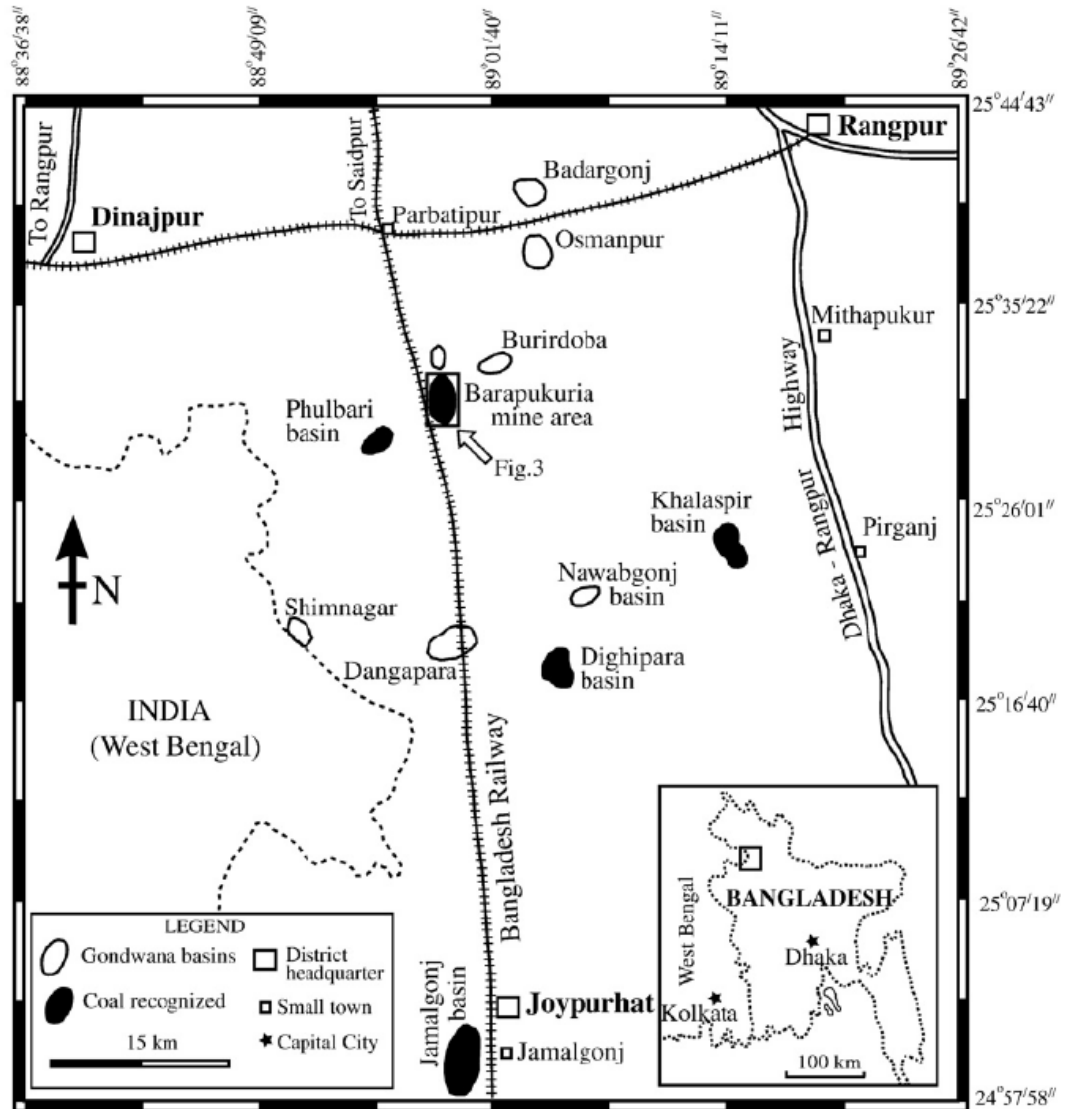 88°36'38"
88°49'09"
89°01'40"
89°14'11"
89°26'42"
25°44'43"
To Rangpur
To Saidpur
Rangpur
Badargonj
Dinajpur
Parbatipur
Osmanpur
25°35'22"
Mithapukur
Burirdoba
Highway
Barapukuria
mine area
Phulbari
basin
Fig.3
Khalaspir
basin
25°26'01"
Pirganj
N
Nawabgonj
basin
Dhaka - Rangpur
Shimnagar
Dangapara
Dighipara
basin
25°16'40"
INDIA
(West Bengal)
Bangladesh Railway
West Bengal
BANGLADESH
Dhaka
Kolkata
100 km
25°07'19"
LEGEND
Gondwana basins
District
headquarter
Coal recognized
Small town
15 km
Capital City
Jamalgonj
basin
Joypurhat
Jamalgonj
24°57'58"